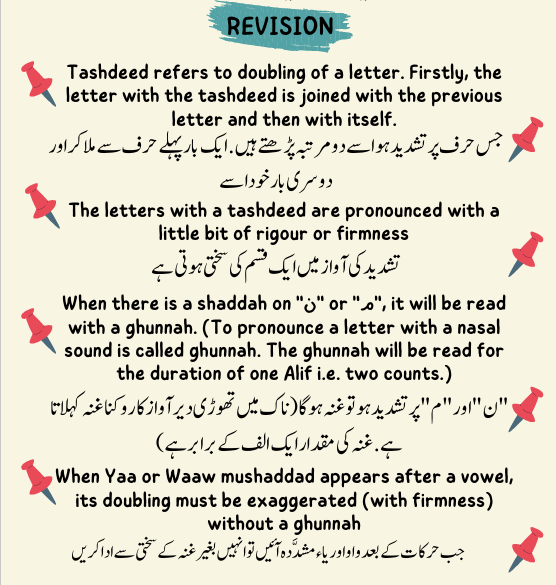 REVISION
Tashdeed refers to doubling of a letter. Firstly, the
letter with the tashdeed is joined with the previous
letter and then with itself.
جس حرف پر تشدید ہو اسے دو مرتبہ پڑھتے ہیں. ایک بار پہلے حرف سے ملا کر اور
دوسری بار خود اسے
The letters with a tashdeed are pronounced with a
little bit of rigour or firmness
تشدید کی آواز میں ایک قسم کی سختی ہوتی ہے
When there is a shaddah on "ن" or "م", it will be read
with a ghunnah. (To pronounce a letter with a nasal
sound is called ghunnah. The ghunnah will be read for
the duration of one Alif i.e. two counts.)
"ن" اور "م" پر تشدید ہو تو غنہ ہو گا (ناک میں تھوڑی دیر آواز کا روکنا غنہ کہلاتا
ہے. غنہ کی مقدار ایک الف کے برابر ہے)
When Yaa or Waaw mushaddad appears after a vowel,
its doubling must be exaggerated (with firmness)
without a ghunnah
جب حرکات کے بعد واو اور یاء مشدَّدہ آئیں تو انہیں بغیر غنہ کے سختی سے ادا کریں